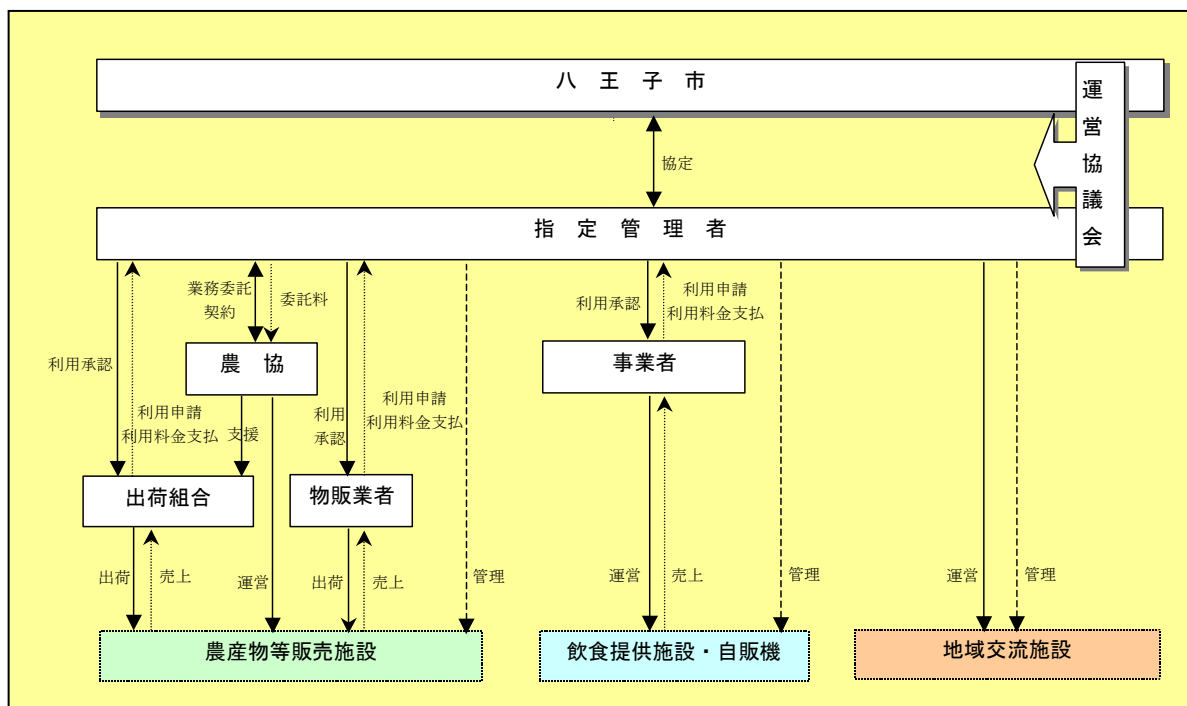 八王子市
運営協議会
協定
指定管理者
業務委託
契約
委託料
利用承認
利用申請
利用料金支払
農協
事業者
利用承認
利用申請
利用料金支払
支援
利用
承認
利用申請
利用料金支払
出荷組合
物販業者
出荷
売上
運営
出荷
売上
管理
運営
売上
管理
運営
管理
農産物等販売施設
飲食提供施設・自販機
地域交流施設